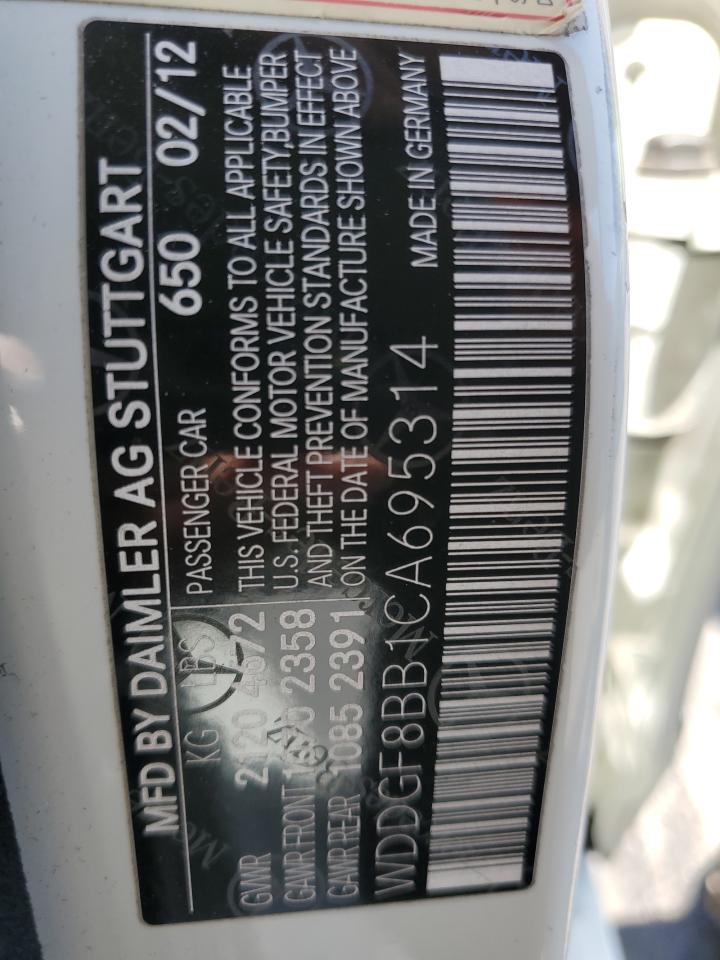 MFD BY DAIMLER AG STUTTGART
650 02/12
KG LBS PASSENGER CAR
GVWR 2120 4672
GAWR FRONT 2358
GAWR REAR 1085 2391
THIS VEHICLE CONFORMS TO ALL APPLICABLE
U.S. FEDERAL MOTOR VEHICLE SAFETY,BUMPER
AND THEFT PREVENTION STANDARDS IN EFFECT
ON THE DATE OF MANUFACTURE SHOWN ABOVE
MADE IN GERMANY
WDDGF8BB1CA695314